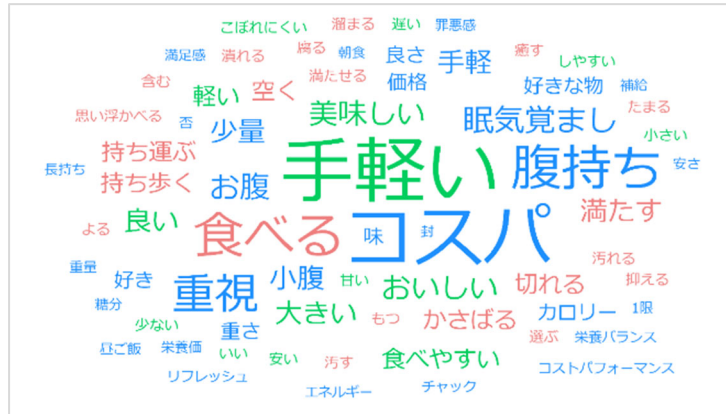 こぼれにくい 溜まる 遅い 罪悪感
満足感 潰れる 腐る 朝食 良さ 手軽 癒す しやすい
含む 軽い 空く 満たせる 価格 好きな物 補給
思い浮かべる 否 少量 美味しい 眠気覚まし たまる
小さい
長持ち 持ち運ぶ 手軽い 腹持ち 安さ
持ち歩く お腹 満たす
よる 良い 食べる 味 コスパ 封
汚れる
重量 好き 重視 小腹 甘い おいしい 切れる 抑える
糖分 大きい もつ かさばる カロリー 1限
少ない 重さ 選ぶ 栄養バランス
昼ご飯 栄養価 いい 安い 汚す 食べやすい コストパフォーマンス
リフレッシュ エネルギー チャック